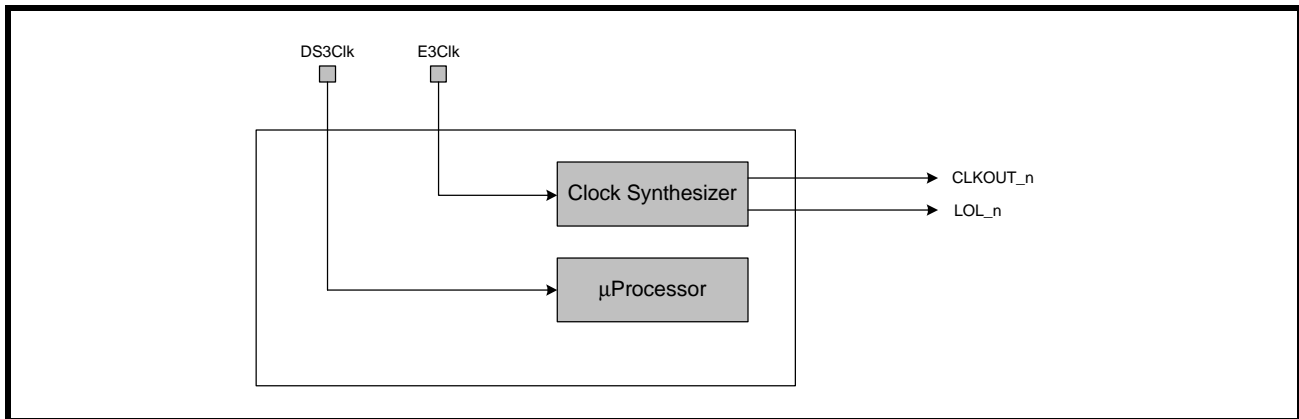 DS3Clk
E3Clk
Clock Synthesizer
CLKOUT_n
LOL_n
μProcessor